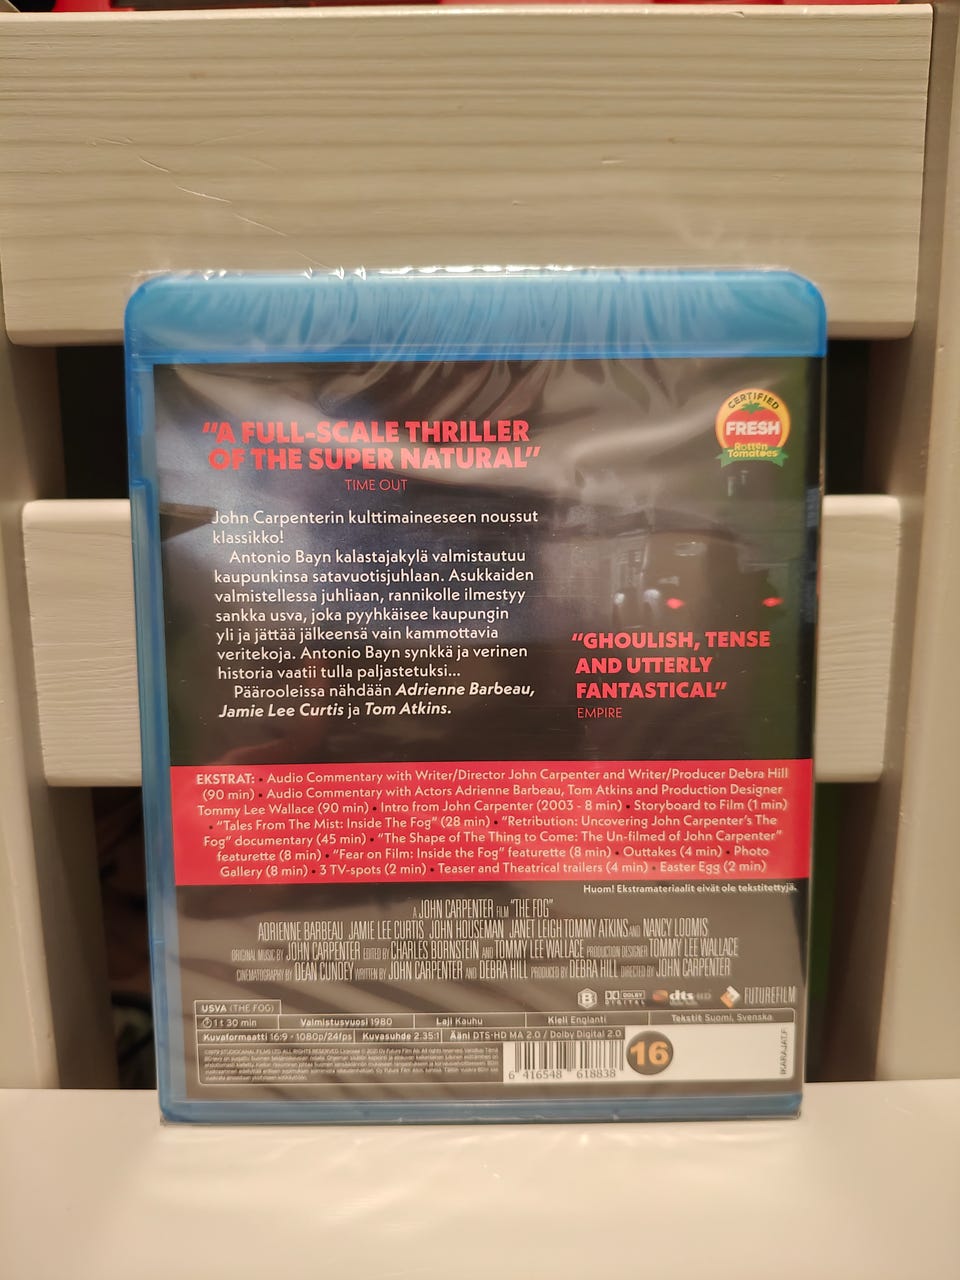 "A FULL-SCALE THRILLER
OF THE SUPER NATURAL"
TIME OUT
CERTIFIED
FRESH
Rotten
Tomatoes
John Carpenterin kulttimaineeseen noussut
klassikko!
Antonio Bayn kalastajakylä valmistautuu
kaupunkinsa satavuotisjuhlaan. Asukkaiden
valmistellessa juhliaan, rannikolle ilmestyy
sankka usva, joka pyyhkäisee kaupungin
yli ja jättää jälkeensä vain kammottavia
veritekoja. Antonio Bayn synkkä ja verinen
historia vaatii tulla paljastetuksi...
Päärooleissa nähdään Adrienne Barbeau,
Jamie Lee Curtis ja Tom Atkins.
"GHOULISH, TENSE
AND UTTERLY
FANTASTICAL"
EMPIRE
EKSTRAT: • Audio Commentary with Writer/Director John Carpenter and Writer/Producer Debra Hill
(90 min) • Audio Commentary with Actors Adrienne Barbeau, Tom Atkins and Production Designer
Tommy Lee Wallace (90 min) • Intro from John Carpenter (2003 - 8 min) • Storyboard to Film (1 min)
• "Tales From The Mist: Inside The Fog" (28 min) • "Retribution: Uncovering John Carpenter's The
Fog" documentary (45 min) • "The Shape of The Thing to Come: The Un-filmed of John Carpenter"
featurette (8 min) • "Fear on Film: Inside the Fog" featurette (8 min) • Outtakes (4 min) • Photo
Gallery (8 min) • 3 TV-spots (2 min) • Teaser and Theatrical trailers (4 min) • Easter Egg (2 min)
Huom! Ekstramateriaalit eivät ole tekstitettyjä.
A JOHN CARPENTER FILM "THE FOG"
ADRIENNE BARBEAU JAMIE LEE CURTIS JOHN HOUSEMAN JANET LEIGH TOMMY ATKINS AND NANCY LOOMIS
ORIGINAL MUSIC BY JOHN CARPENTER EDITED BY CHARLES BORNSTEIN AND TOMMY LEE WALLACE PRODUCTION DESIGNER TOMMY LEE WALLACE
CINEMATOGRAPHY BY DEAN CUNDEY WRITTEN BY JOHN CARPENTER AND DEBRA HILL PRODUCED BY DEBRA HILL DIRECTED BY JOHN CARPENTER
B DOLBY DIGITAL dts-HD FUTUREFILM
USVA (THE FOG)
1 t 30 min Valmistusvuosi 1980 Laji Kauhu Kieli Englanti Tekstit Suomi, Svenska
Kuvaformaatti 16:9 - 1080p/24fps Kuvasuhde 2.35:1 Ääni DTS-HD MA 2.0 / Dolby Digital 2.0
6 416548 618838
16
IKARAJAT.F